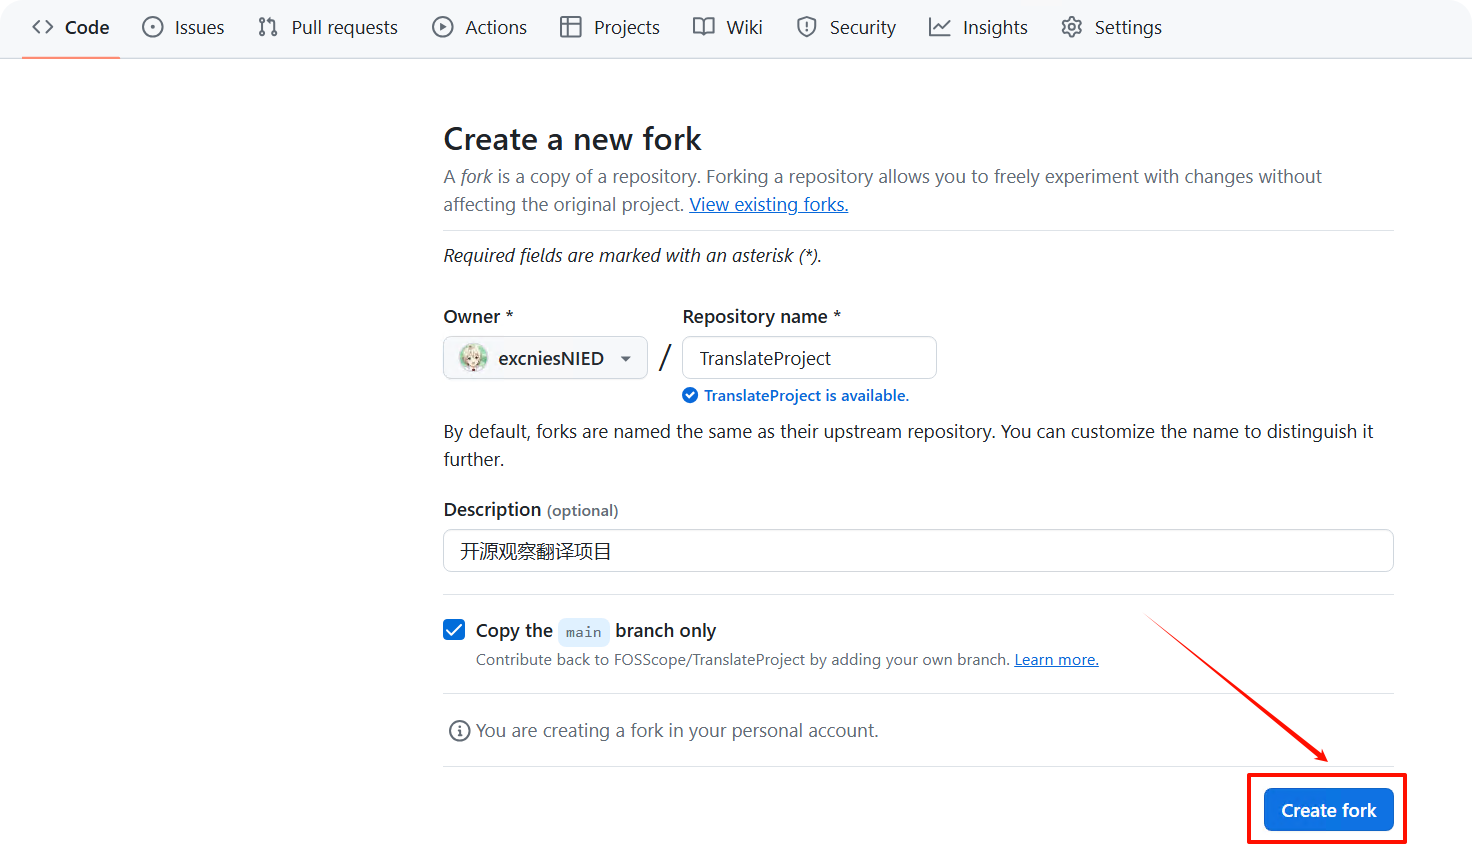 Code Issues Pull requests Actions Projects Wiki Security Insights Settings
Create a new fork
A fork is a copy of a repository. Forking a repository allows you to freely experiment with changes without
affecting the original project. View existing forks.
Required fields are marked with an asterisk (*).
Owner * Repository name *
excniesNIED / TranslateProject
TranslateProject is available.
By default, forks are named the same as their upstream repository. You can customize the name to distinguish it
further.
Description (optional)
开源观察翻译项目
Copy the main branch only
Contribute back to FOSScope/TranslateProject by adding your own branch. Learn more.
You are creating a fork in your personal account.
Create fork